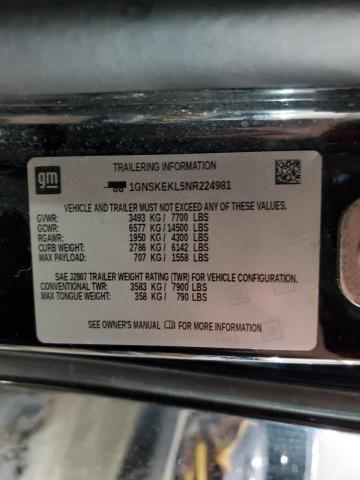 gm
TRAILERING INFORMATION
1GNSKEKL5NR224981
VEHICLE AND TRAILER MUST NOT EXCEED ANY OF THESE VALUES.
GVWR: 3493 KG / 7700 LBS
GCWR: 6577 KG / 14500 LBS
RGAWR: 1950 KG / 4300 LBS
CURB WEIGHT: 2786 KG / 6142 LBS
MAX PAYLOAD: 707 KG / 1558 LBS
SAE J2807 TRAILER WEIGHT RATING (TWR) FOR VEHICLE CONFIGURATION.
CONVENTIONAL TWR: 3583 KG / 7900 LBS
MAX TONGUE WEIGHT: 358 KG / 790 LBS
SEE OWNER'S MANUAL FOR MORE INFORMATION